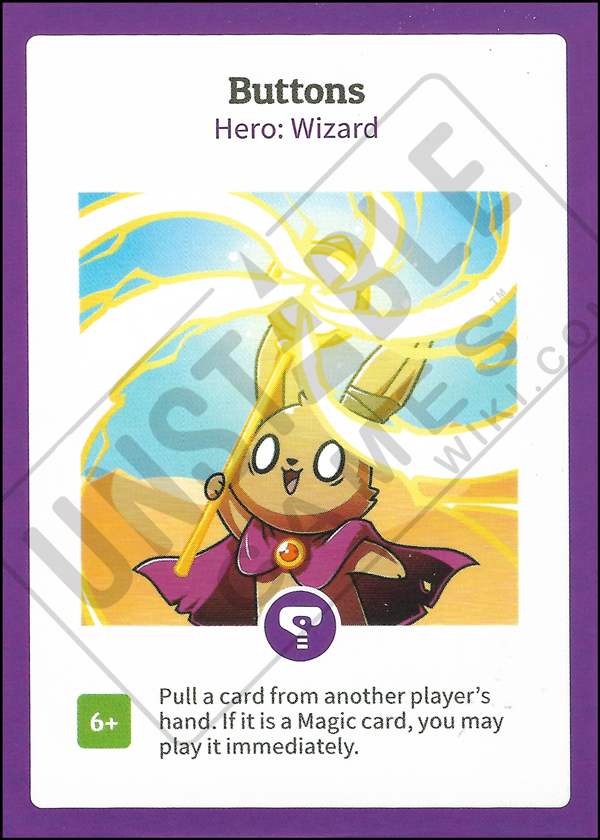 Buttons
Hero: Wizard
UNSTABLE
GAMES™
WIKI.COM
6+
Pull a card from another player's
hand. If it is a Magic card, you may
play it immediately.